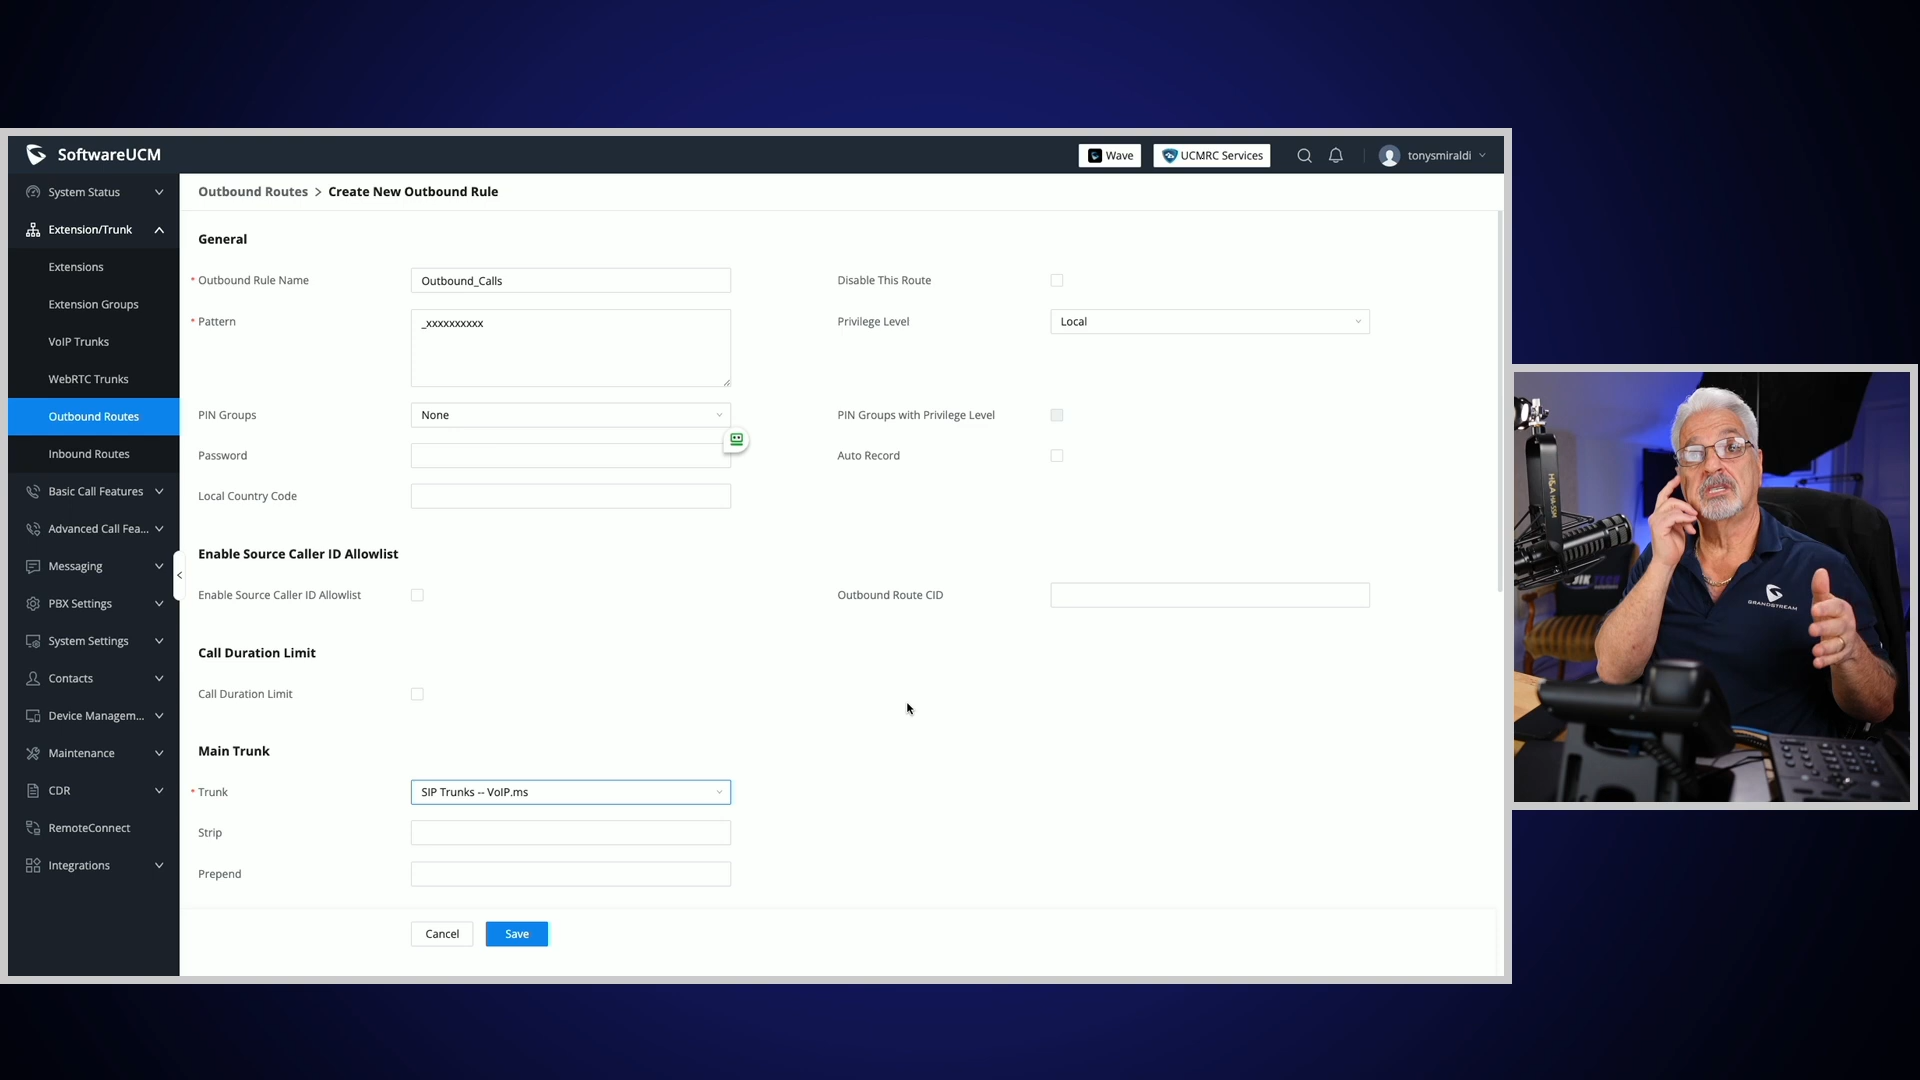 SoftwareUCM
Wave
UCMRC Services
tonysmiraldi
System Status
Extension/Trunk
Extensions
Extension Groups
VoIP Trunks
WebRTC Trunks
Outbound Routes
Inbound Routes
Basic Call Features
Advanced Call Fea...
Messaging
PBX Settings
System Settings
Contacts
Device Managem...
Maintenance
CDR
RemoteConnect
Integrations
Outbound Routes > Create New Outbound Rule
General
* Outbound Rule Name
Outbound_Calls
Disable This Route
* Pattern
_xxxxxxxxxx
Privilege Level
Local
PIN Groups
None
PIN Groups with Privilege Level
Password
Auto Record
Local Country Code
Enable Source Caller ID Allowlist
Enable Source Caller ID Allowlist
Outbound Route CID
Call Duration Limit
Call Duration Limit
Main Trunk
* Trunk
SIP Trunks -- VoIP.ms
Strip
Prepend
Cancel
Save
GRANDSTREAM